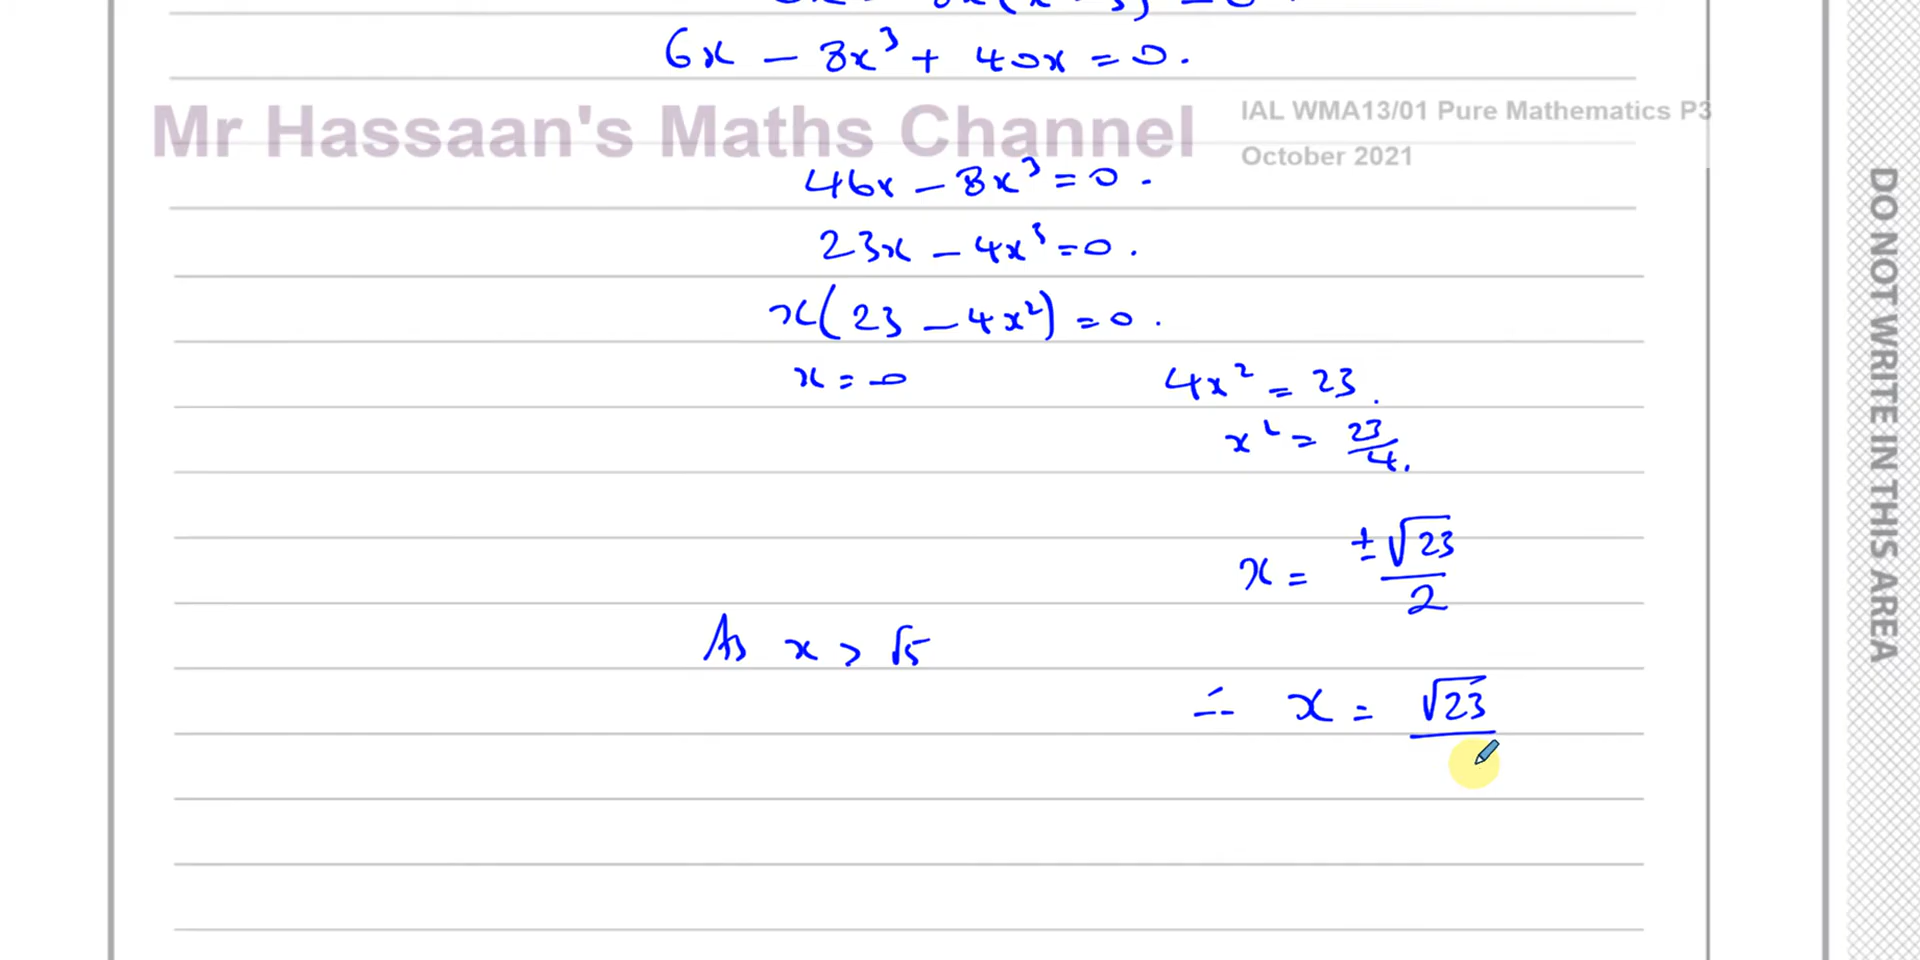 6x - 8x³ + 40x = 0.
Mr Hassaan's Maths Channel
IAL WMA13/01 Pure Mathematics P3
October 2021
46x - 8x³ = 0.
23x - 4x³ = 0.
x(23 - 4x²) = 0.
x = 0
4x² = 23.
x² = 23/4.
x = ±√23/2
As x > √5
∴ x = √23
DO NOT WRITE IN THIS AREA